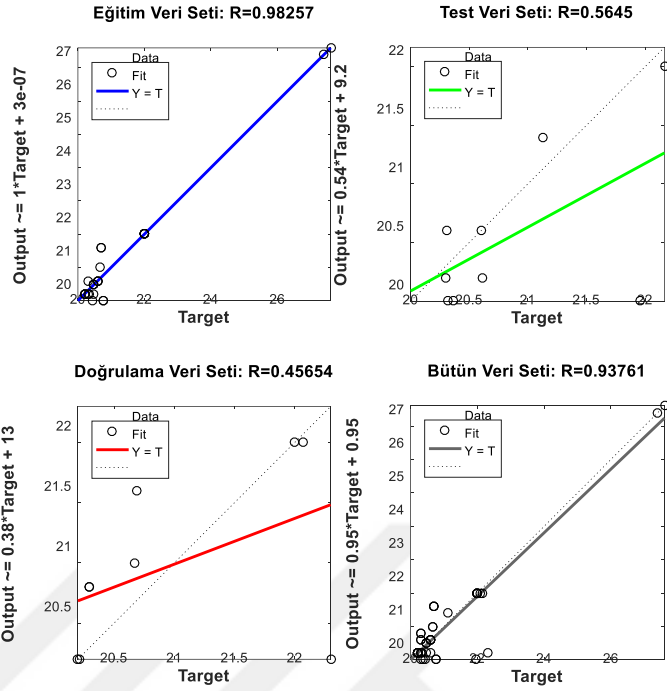 Eğitim Veri Seti: R=0.98257
Output ~= 1*Target + 3e-07
27
26
25
24
23
22
21
20
Data
Fit
Y = T
20
22
24
26
Target
Test Veri Seti: R=0.5645
Output ~= 0.54*Target + 9.2
22
21.5
21
20.5
20
Data
Fit
Y = T
20
20.5
21
21.5
22
Target
Doğrulama Veri Seti: R=0.45654
Output ~= 0.38*Target + 13
22
21.5
21
20.5
Data
Fit
Y = T
20.5
21
21.5
22
Target
Bütün Veri Seti: R=0.93761
Output ~= 0.95*Target + 0.95
27
26
25
24
23
22
21
20
Data
Fit
Y = T
20
22
24
26
Target